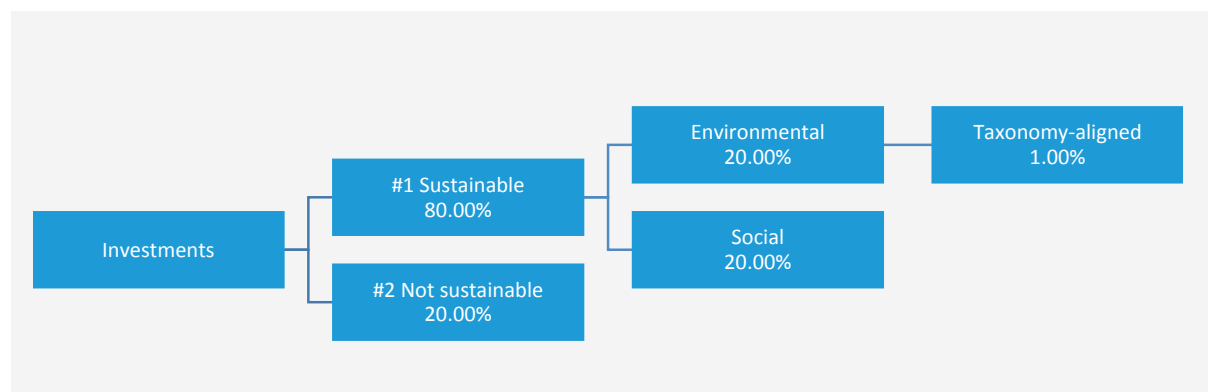 Investments
#1 Sustainable
80.00%
#2 Not sustainable
20.00%
Environmental
20.00%
Social
20.00%
Taxonomy-aligned
1.00%